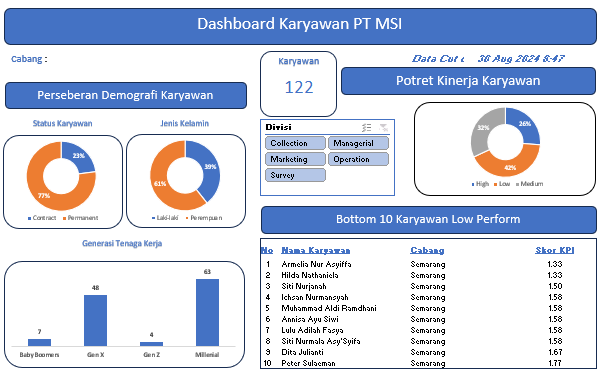 Dashboard Karyawan PT MSI
Cabang :
Karyawan
122
Data Cut : 30 Aug 2024 8:47
Perseberan Demografi Karyawan
Potret Kinerja Karyawan
Status Karyawan
23%
77%
Contract Permanent
Jenis Kelamin
39%
61%
Laki-laki Perempuan
Divisi
Collection Managerial
Marketing Operation
Survey
26%
42%
32%
High Low Medium
Generasi Tenaga Kerja
7
48
4
63
Baby Boomers Gen X Gen Z Millenial
Bottom 10 Karyawan Low Perform
No Nama Karyawan Cabang Skor KPI
1 Armelia Nur Asyiffa Semarang 1.33
2 Hilda Nathaniela Semarang 1.33
3 Siti Nurjanah Semarang 1.50
4 Ichsan Nurmansyah Semarang 1.58
5 Muhammad Aldi Ramdhani Semarang 1.58
6 Annisa Ayu Siwi Semarang 1.58
7 Lulu Adilah Fasya Semarang 1.58
8 Siti Nurmala Asy'Syifa Semarang 1.58
9 Dita Julianti Semarang 1.67
10 Peter Sulaeman Semarang 1.77